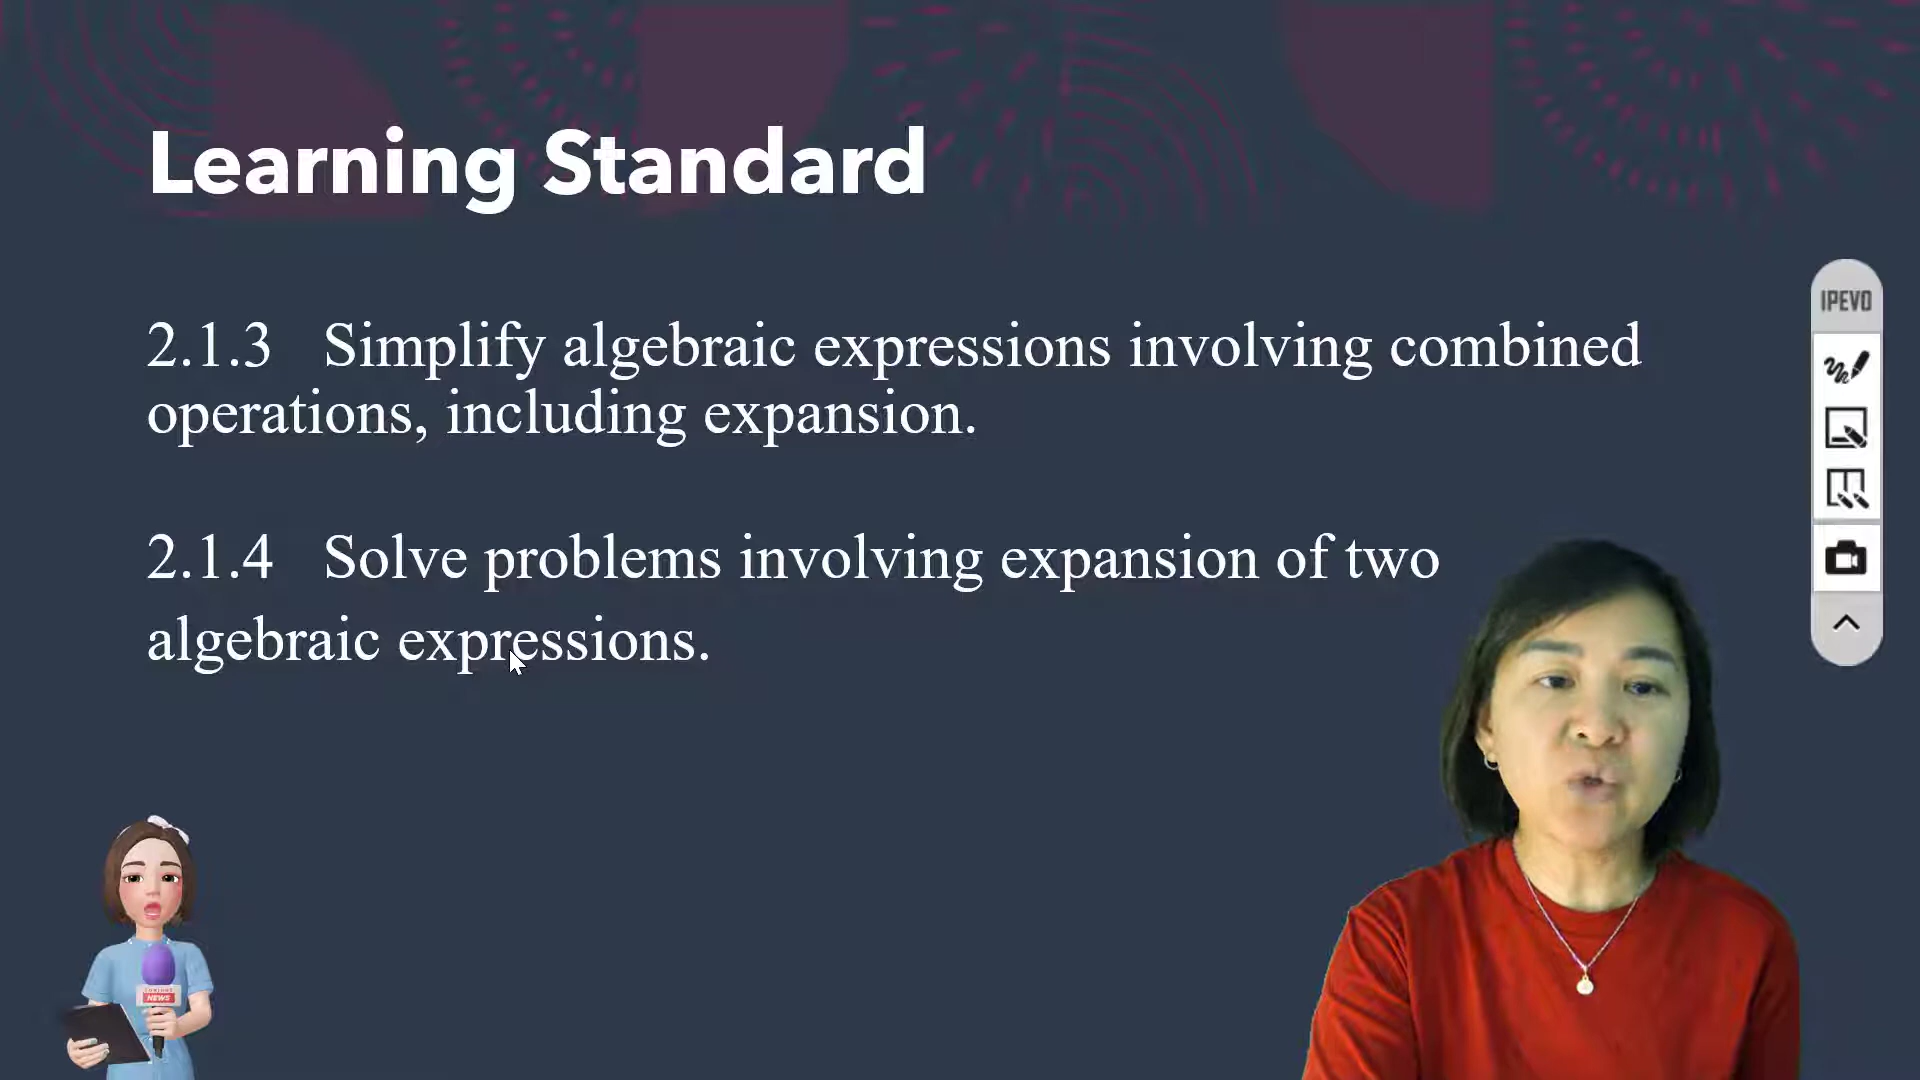 Learning Standard
2.1.3 Simplify algebraic expressions involving combined
operations, including expansion.
2.1.4 Solve problems involving expansion of two
algebraic expressions.
IPEVO
NEWS